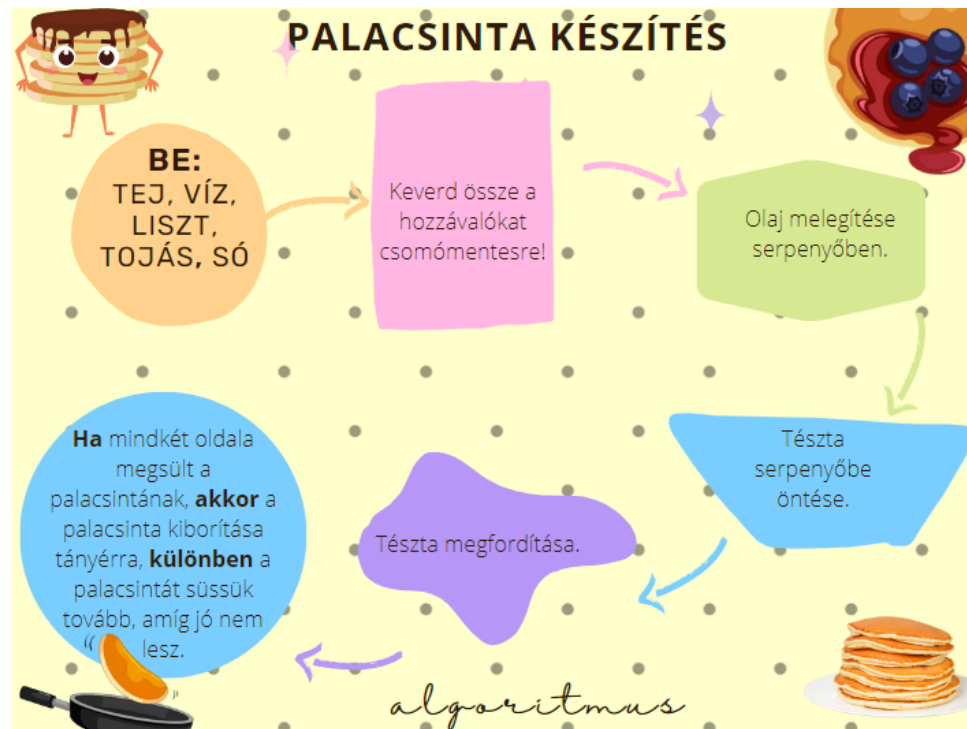 PALACSINTA KÉSZÍTÉS
BE:
TEJ, VÍZ,
LISZT,
TOJÁS, SÓ
Keverd össze a
hozzávalókat
csomómentesre!
Olaj melegítése
serpenyőben.
Tészta
serpenyőbe
öntése.
Tészta megfordítása.
Ha mindkét oldala
megsült a
palacsintának, akkor a
palacsinta kiborítása
tányérra, különben a
palacsintát süssük
tovább, amíg jó nem
lesz.
algoritmus